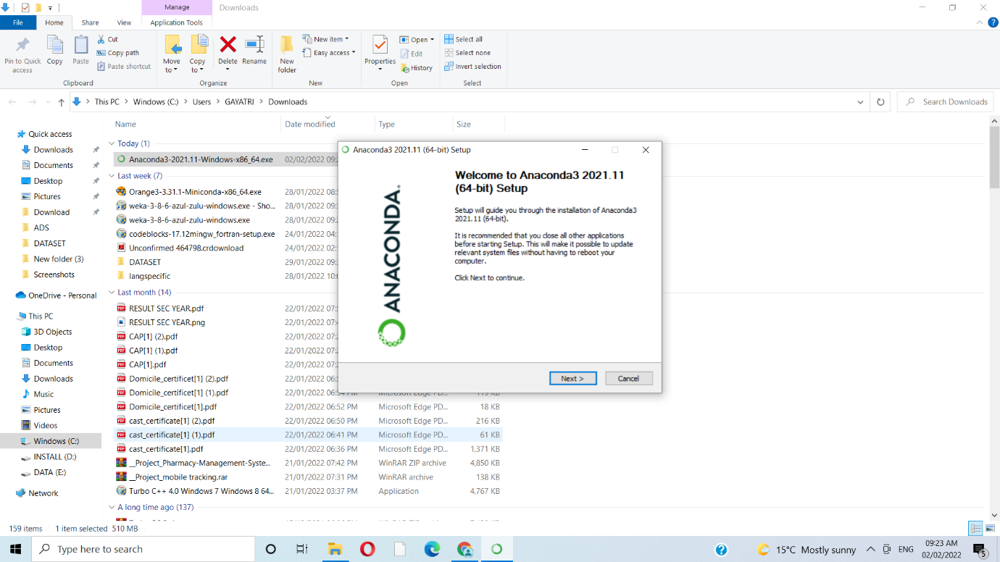 Manage
Downloads
File
Home
Share
View
Application Tools
Pin to Quick access
Copy
Paste
Cut
Copy path
Paste shortcut
Clipboard
Move to
Copy to
Delete
Rename
Organize
New folder
New item
Easy access
New
Properties
Open
Edit
History
Open
Select all
Select none
Invert selection
Select
This PC > Windows (C:) > Users > GAYATRI > Downloads
Search Downloads
Quick access
Downloads
Documents
Desktop
Pictures
Download
ADS
DATASET
New folder (3)
Screenshots
OneDrive - Personal
This PC
3D Objects
Desktop
Documents
Downloads
Music
Pictures
Videos
Windows (C:)
INSTALL (D:)
DATA (E:)
Network
Name Date modified Type Size
Today (1)
Anaconda3-2021.11-Windows-x86_64.exe 02/02/2022
Last week (7)
Orange3-3.31.1-Miniconda-x86_64.exe 28/01/2022
weka-3-8-6-azul-zulu-windows.exe - Sho... 28/01/2022
weka-3-8-6-azul-zulu-windows.exe 28/01/2022
codeblocks-17.12mingw_fortran-setup.exe 24/01/2022
Unconfirmed 464798.crdownload 24/01/2022
DATASET 29/01/2022
langspecific 28/01/2022
Last month (14)
RESULT SEC YEAR.pdf 22/01/2022
RESULT SEC YEAR.png 22/01/2022
CAP[1] (2).pdf 22/01/2022
CAP[1] (1).pdf 22/01/2022
CAP[1].pdf 22/01/2022
Domicile_certificet[1] (2).pdf 22/01/2022
Domicile_certificet[1] (1).pdf 22/01/2022 06:54 PM Microsoft Edge PD... 119 KB
Domicile_certificet[1].pdf 22/01/2022 06:52 PM Microsoft Edge PD... 18 KB
cast_certificate[1] (2).pdf 22/01/2022 06:50 PM Microsoft Edge PD... 216 KB
cast_certificate[1] (1).pdf 22/01/2022 06:41 PM Microsoft Edge PD... 61 KB
cast_certificate[1].pdf 22/01/2022 06:36 PM Microsoft Edge PD... 1,371 KB
__Project_Pharmacy-Management-Syste... 21/01/2022 07:42 PM WinRAR ZIP archive 4,850 KB
__Project_mobile tracking.rar 21/01/2022 07:31 PM WinRAR archive 138 KB
Turbo C++ 4.0 Windows 7 Windows 8 64... 21/01/2022 03:37 PM Application 4,767 KB
A long time ago (137)
Anaconda3 2021.11 (64-bit) Setup
ANACONDA.
Welcome to Anaconda3 2021.11
(64-bit) Setup
Setup will guide you through the installation of Anaconda3
2021.11 (64-bit).
It is recommended that you close all other applications
before starting Setup. This will make it possible to update
relevant system files without having to reboot your
computer.
Click Next to continue.
Next >
Cancel
159 items 1 item selected 510 MB
Type here to search
15°C Mostly sunny
ENG
09:23 AM
02/02/2022
5